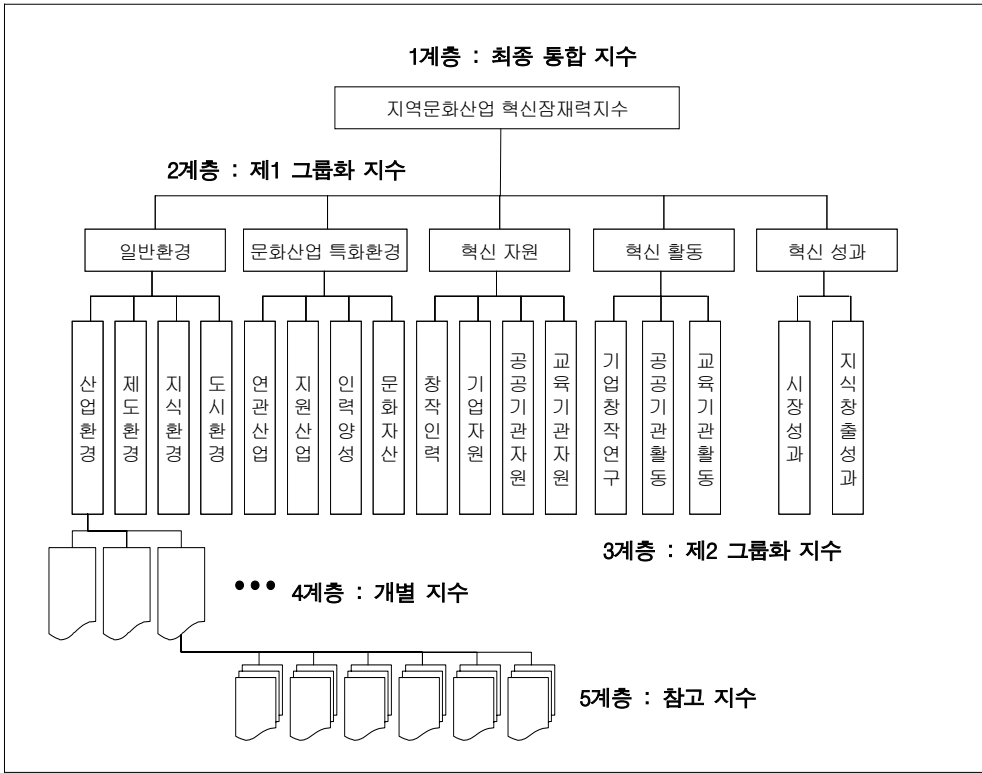 1계층 : 최종 통합 지수
지역문화산업 혁신잠재력지수
2계층 : 제1 그룹화 지수
일반환경
문화산업 특화환경
혁신 자원
혁신 활동
혁신 성과
산업환경
제도환경
지식환경
도시환경
연관산업
지원산업
인력양성
문화자산
창작인력
기업자원
공공기관자원
교육기관자원
기업창작연구
공공기관활동
교육기관활동
시장성과
지식창출성과
3계층 : 제2 그룹화 지수
••• 4계층 : 개별 지수
5계층 : 참고 지수